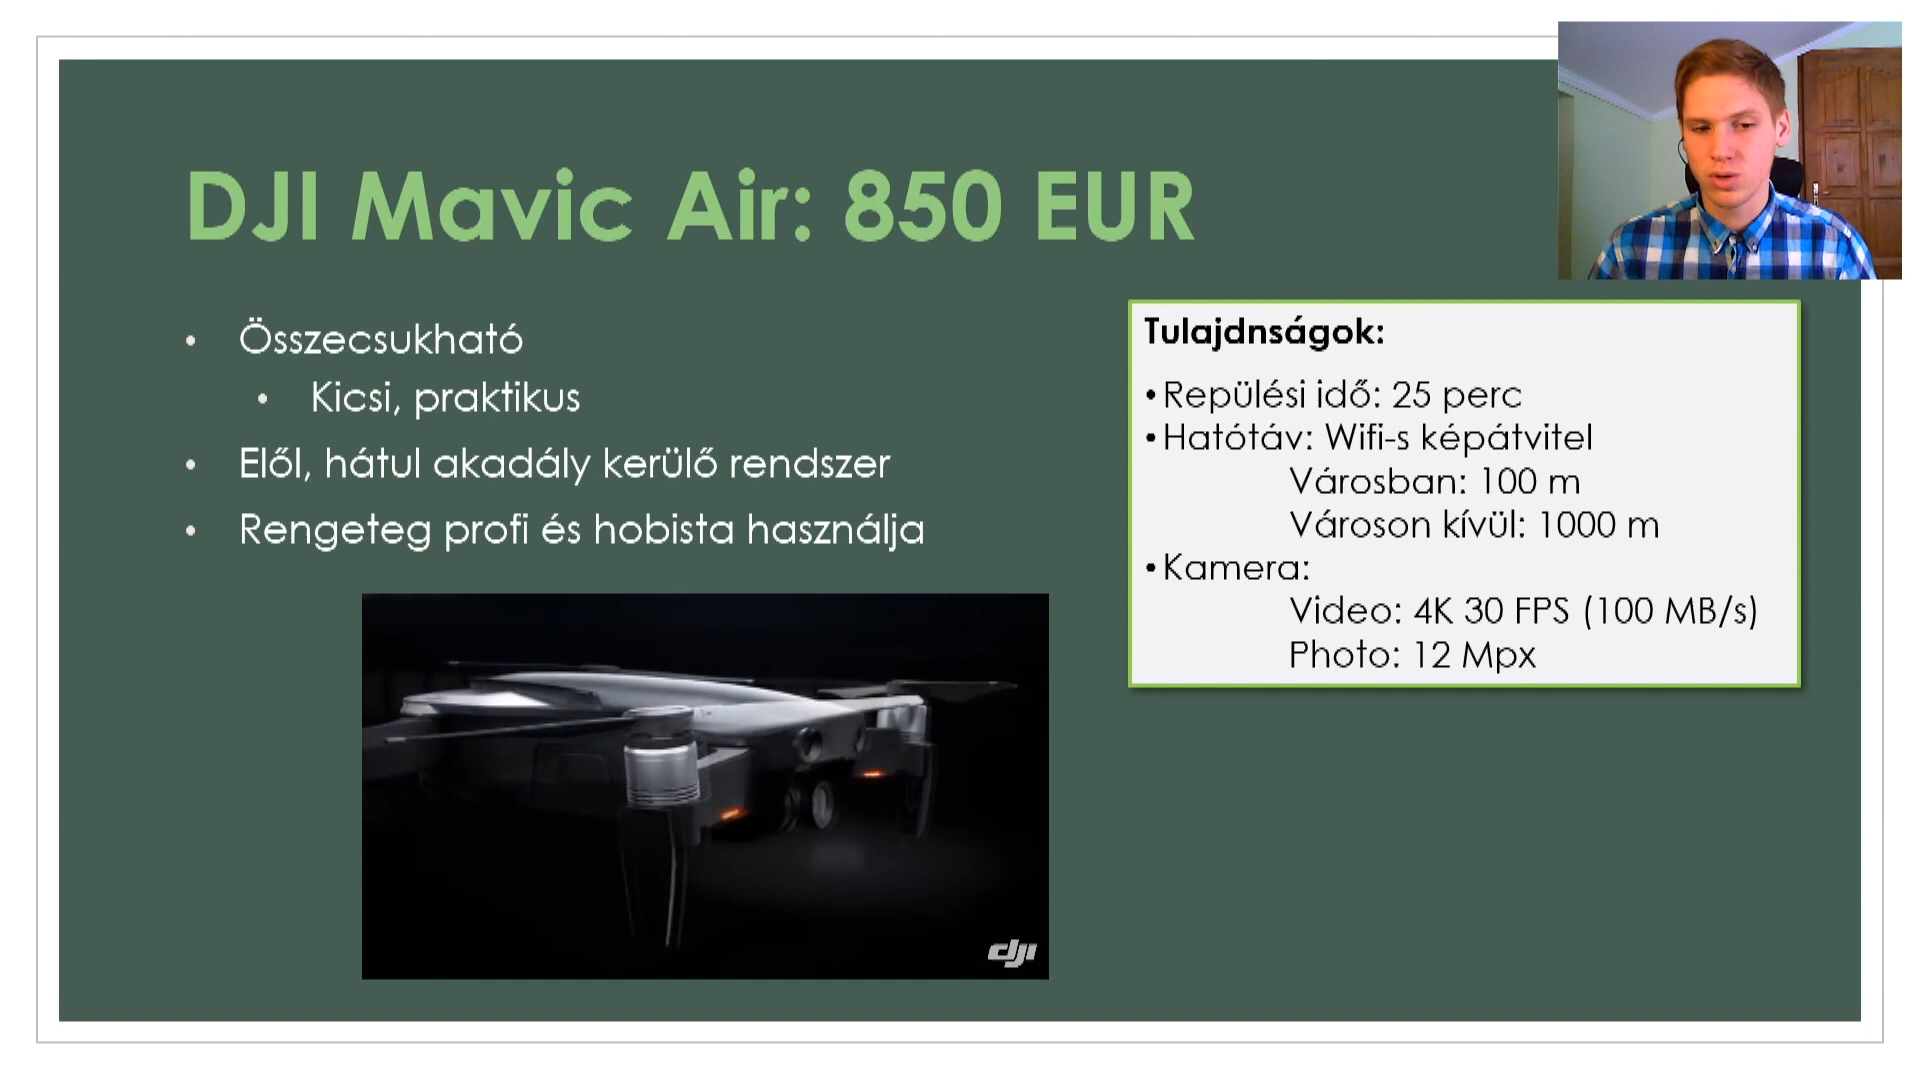 DJI Mavic Air: 850 EUR
• Összecsukható
• Kicsi, praktikus
• Elől, hátul akadály kerülő rendszer
• Rengeteg profi és hobista használja
Tulajdnságok:
• Repülési idő: 25 perc
• Hatótáv: Wifi-s képátvitel
Városban: 100 m
Városon kívül: 1000 m
• Kamera:
Video: 4K 30 FPS (100 MB/s)
Photo: 12 Mpx
dji